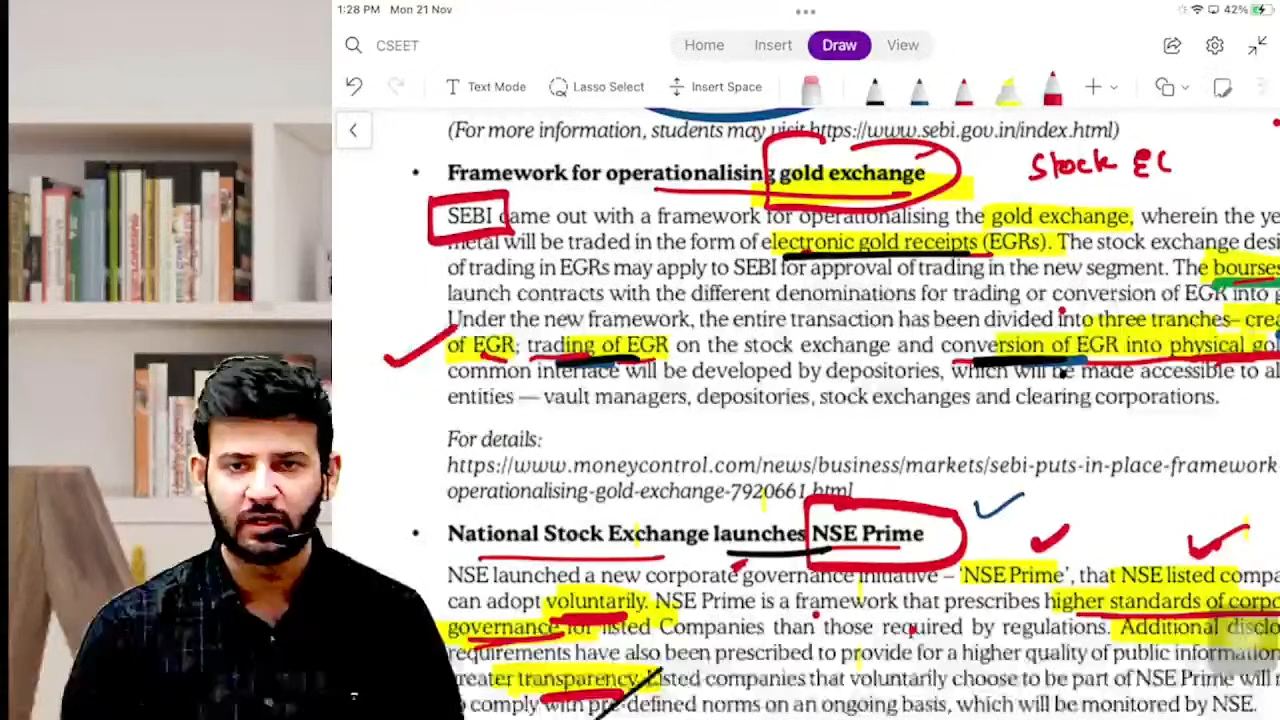 1:28 PM Mon 21 Nov
42%
CSEET
Home Insert Draw View
Text Mode Lasso Select Insert Space
(For more information, students may visit https://www.sebi.gov.in/index.html)
• Framework for operationalising gold exchange
Stock EC
SEBI came out with a framework for operationalising the gold exchange, wherein the ye
metal will be traded in the form of electronic gold receipts (EGRs). The stock exchange desi
of trading in EGRs may apply to SEBI for approval of trading in the new segment. The bourses
launch contracts with the different denominations for trading or conversion of EGR into g
Under the new framework, the entire transaction has been divided into three tranches– crea
of EGR; trading of EGR on the stock exchange and conversion of EGR into physical gol
common interface will be developed by depositories, which will be made accessible to al
entities — vault managers, depositories, stock exchanges and clearing corporations.
For details:
https://www.moneycontrol.com/news/business/markets/sebi-puts-in-place-framework
operationalising-gold-exchange-7920661.html
• National Stock Exchange launches NSE Prime
NSE launched a new corporate governance initiative – 'NSE Prime', that NSE listed compa
can adopt voluntarily. NSE Prime is a framework that prescribes higher standards of corpo
governance for listed Companies than those required by regulations. Additional disclo
requirements have also been prescribed to provide for a higher quality of public information
reater transparency. Listed companies that voluntarily choose to be part of NSE Prime will
o comply with pre-defined norms on an ongoing basis, which will be monitored by NSE.